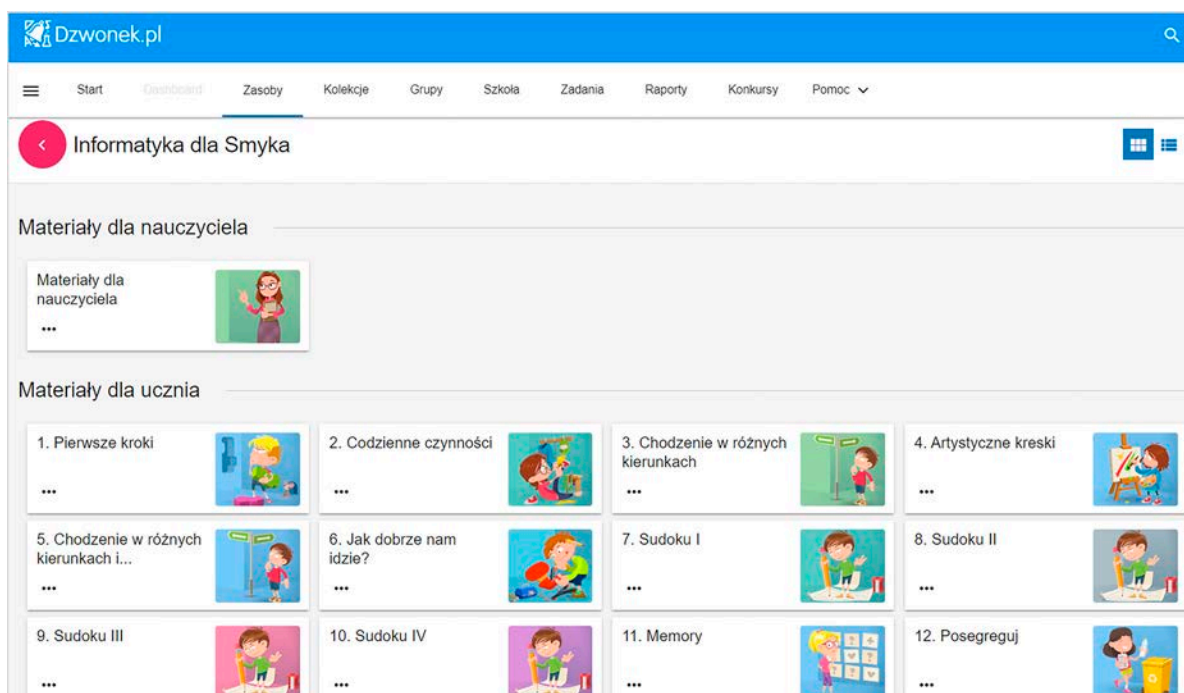 Dzwonek.pl
Start Dashboard Zasoby Kolekcje Grupy Szkoła Zadania Raporty Konkursy Pomoc
Informatyka dla Smyka
Materiały dla nauczyciela
Materiały dla
nauczyciela
...
Materiały dla ucznia
1. Pierwsze kroki
...
2. Codzienne czynności
...
3. Chodzenie w różnych
kierunkach
...
4. Artystyczne kreski
...
5. Chodzenie w różnych
kierunkach i...
...
6. Jak dobrze nam
idzie?
...
7. Sudoku I
...
8. Sudoku II
...
9. Sudoku III
...
10. Sudoku IV
...
11. Memory
...
12. Posegreguj
...